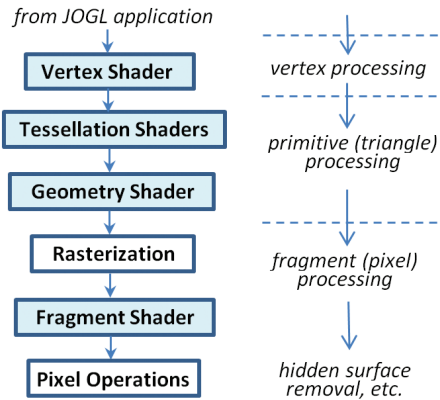 from JOGL application
Vertex Shader
vertex processing
Tessellation Shaders
primitive (triangle)
processing
Geometry Shader
Rasterization
fragment (pixel)
processing
Fragment Shader
Pixel Operations
hidden surface
removal, etc.